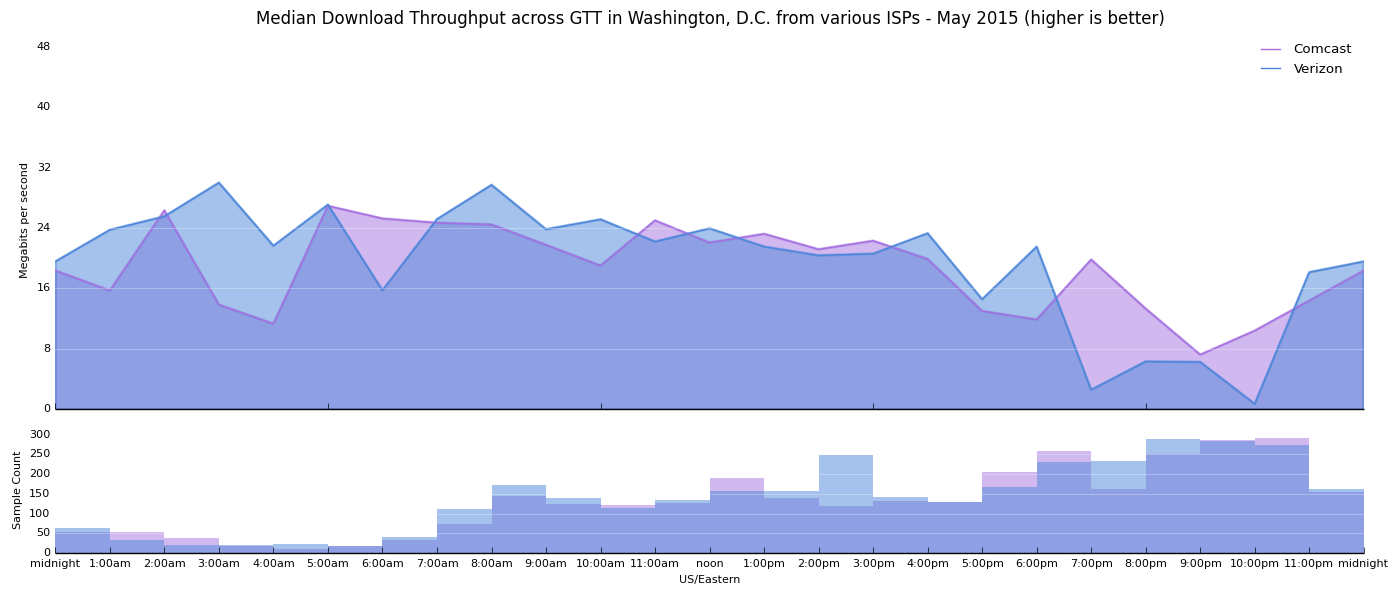 Median Download Throughput across GTT in Washington, D.C. from various ISPs - May 2015 (higher is better)
Comcast
Verizon
Megabits per second
48
40
32
24
16
8
0
Sample Count
300
250
200
150
100
50
0
midnight 1:00am 2:00am 3:00am 4:00am 5:00am 6:00am 7:00am 8:00am 9:00am 10:00am 11:00am noon 1:00pm 2:00pm 3:00pm 4:00pm 5:00pm 6:00pm 7:00pm 8:00pm 9:00pm 10:00pm 11:00pm midnight
US/Eastern